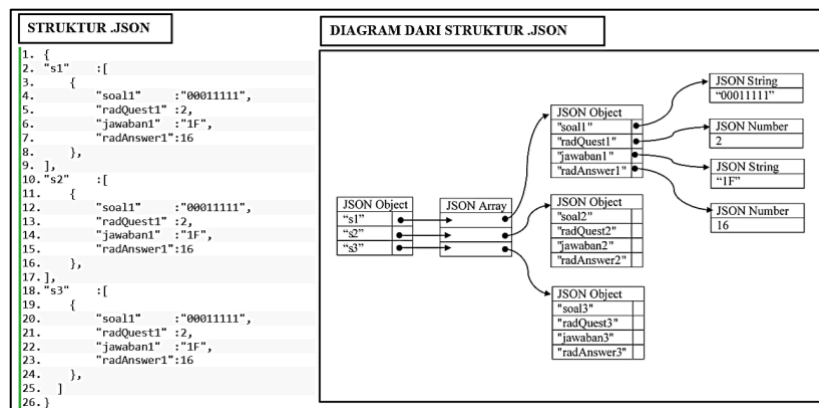 STRUKTUR .JSON
1. {
2. "s1" :[
3. {
4. "soal1" :"00011111",
5. "radQuest1" :2,
6. "jawaban1" :"1F",
7. "radAnswer1":16
8. },
9. ],
10. "s2" :[
11. {
12. "soal1" :"00011111",
13. "radQuest1" :2,
14. "jawaban1" :"1F",
15. "radAnswer1":16
16. },
17. ],
18. "s3" :[
19. {
20. "soal1" :"00011111",
21. "radQuest1" :2,
22. "jawaban1" :"1F",
23. "radAnswer1":16
24. },
25. ]
26. }
DIAGRAM DARI STRUKTUR .JSON
JSON Object
"s1"
"s2"
"s3"
JSON Array
JSON Object
"soal1"
"radQuest1"
"jawaban1"
"radAnswer1"
JSON Object
"soal2"
"radQuest2"
"jawaban2"
"radAnswer2"
JSON Object
"soal3"
"radQuest3"
"jawaban3"
"radAnswer3"
JSON String
"00011111"
JSON Number
2
JSON String
"1F"
JSON Number
16